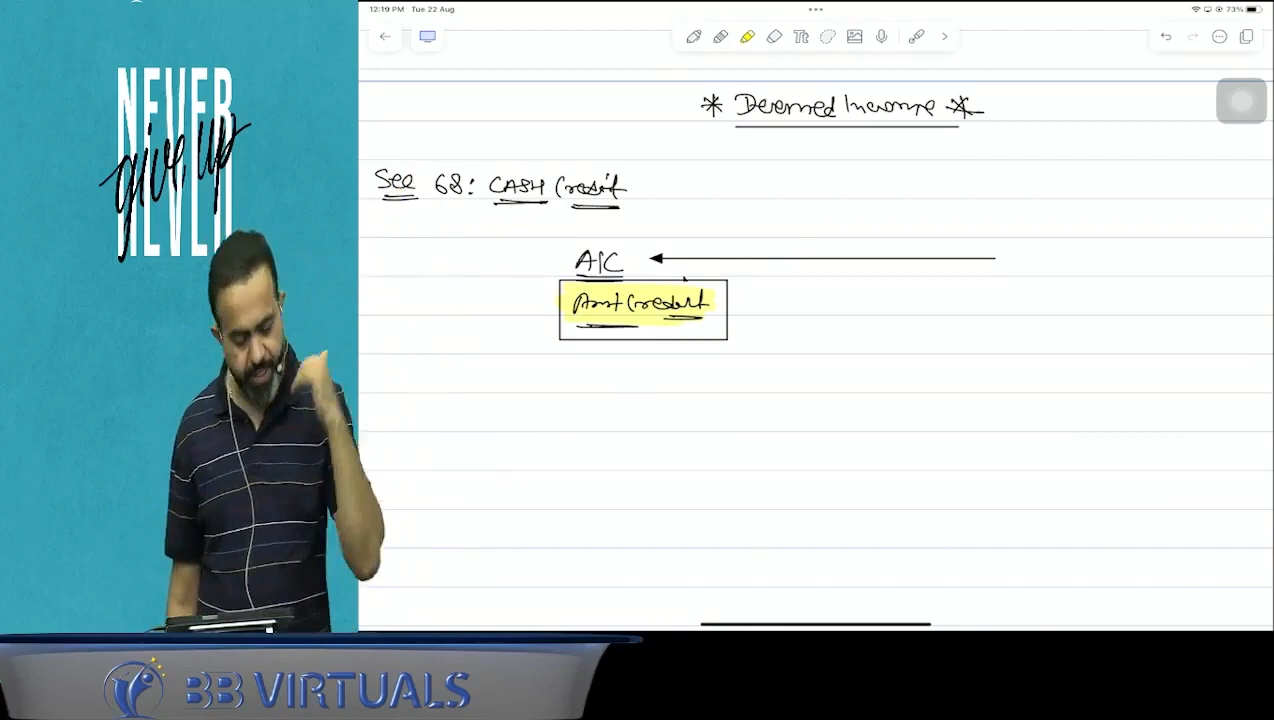 12:19 PM Tue 22 Aug
73%
NEVER
give up
NEVER
* Deemed Income *
Sec 68: CASH Credit
A/C
Amt Credit
BB VIRTUALS